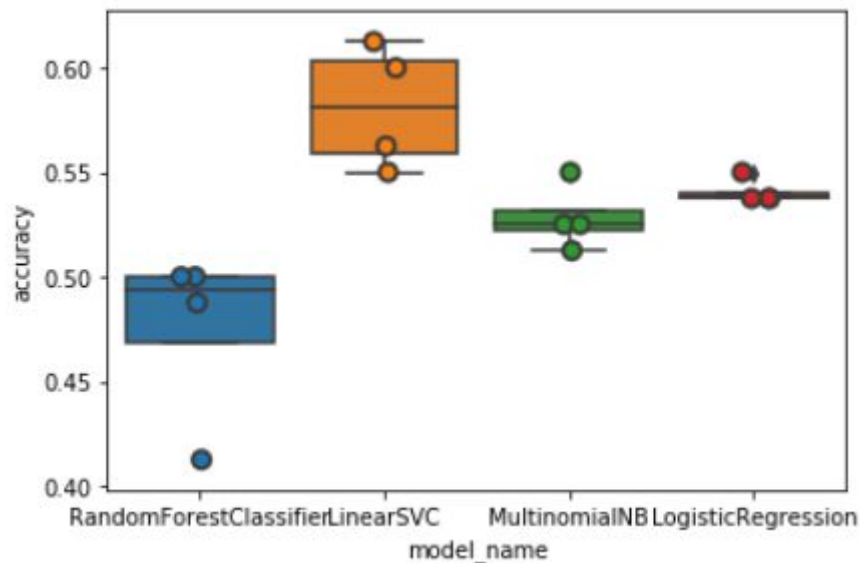 0.60
0.55
0.50
0.45
0.40
accuracy
RandomForestClassifierLinearSVC MultinomialNB LogisticRegression
model_name